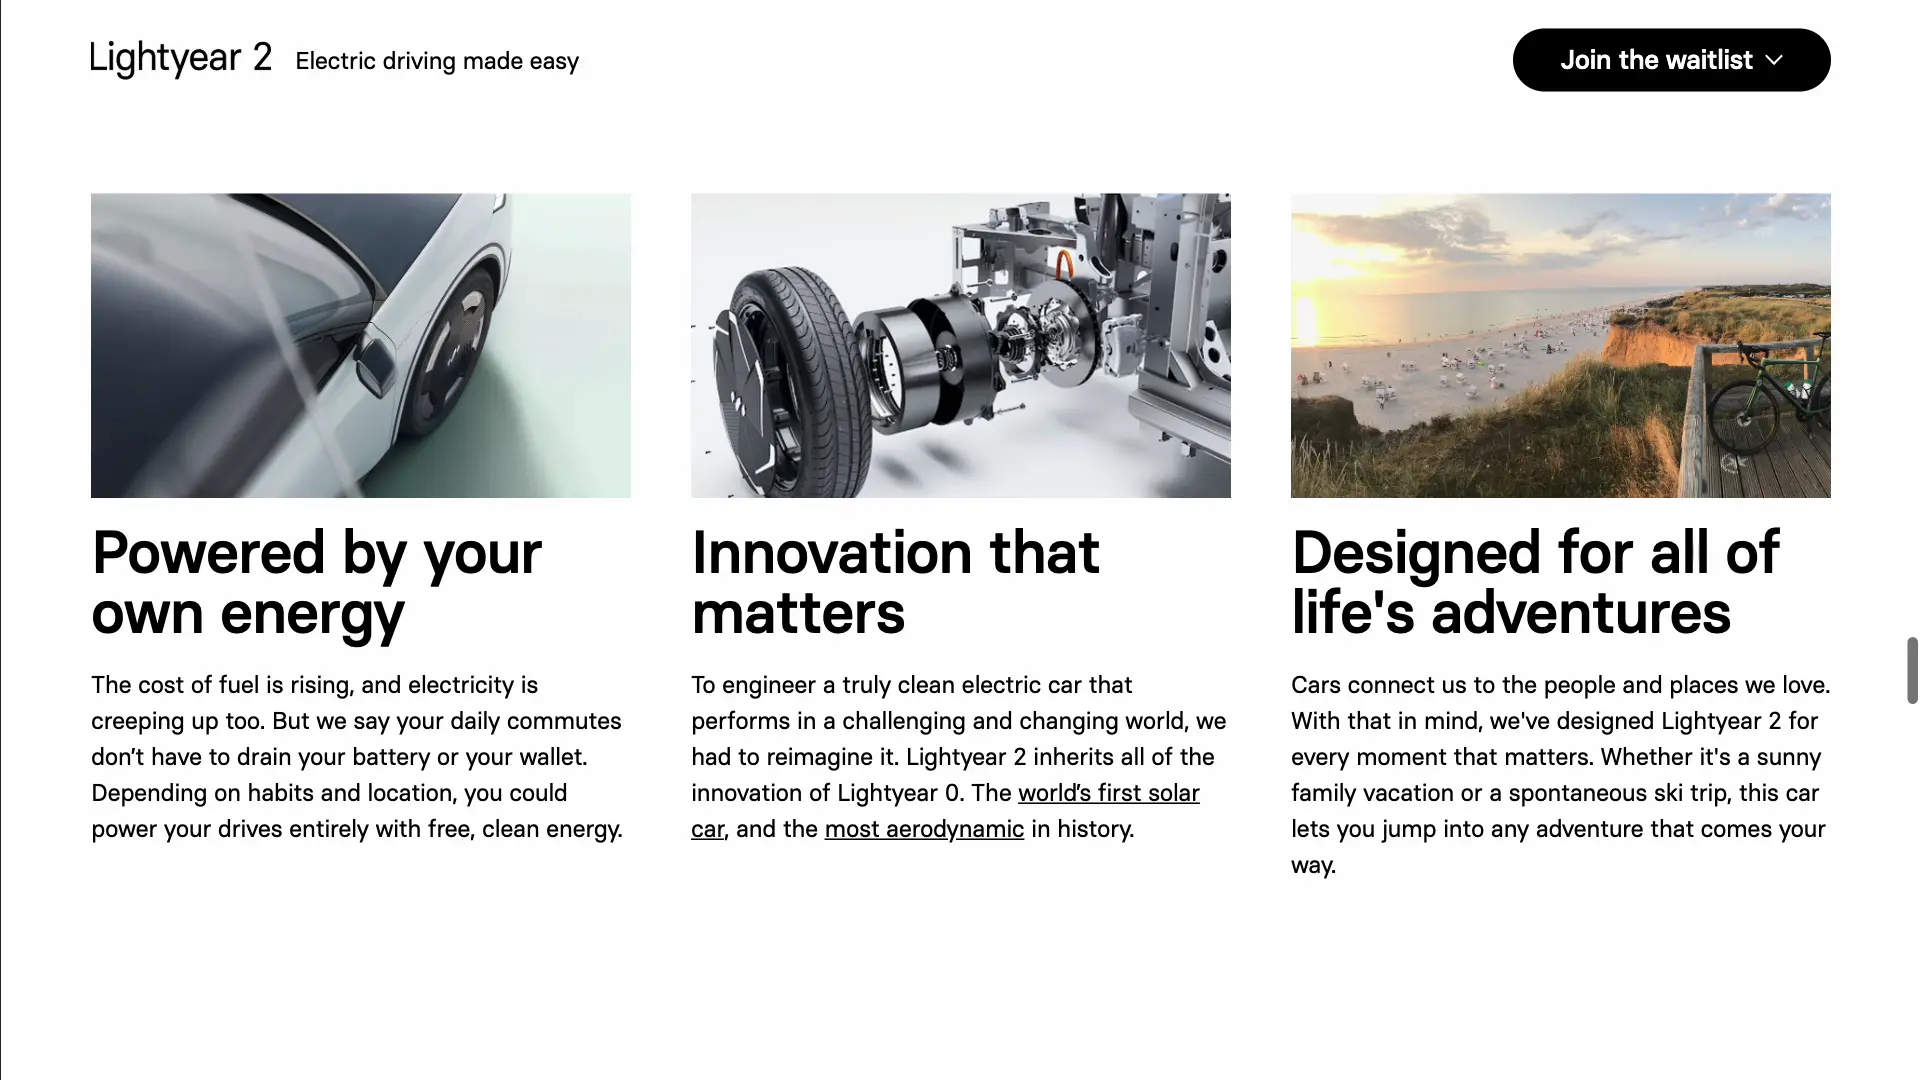 Lightyear 2 Electric driving made easy
Join the waitlist
Powered by your
own energy
The cost of fuel is rising, and electricity is
creeping up too. But we say your daily commutes
don’t have to drain your battery or your wallet.
Depending on habits and location, you could
power your drives entirely with free, clean energy.
Innovation that
matters
To engineer a truly clean electric car that
performs in a challenging and changing world, we
had to reimagine it. Lightyear 2 inherits all of the
innovation of Lightyear 0. The world’s first solar
car, and the most aerodynamic in history.
Designed for all of
life's adventures
Cars connect us to the people and places we love.
With that in mind, we've designed Lightyear 2 for
every moment that matters. Whether it's a sunny
family vacation or a spontaneous ski trip, this car
lets you jump into any adventure that comes your
way.